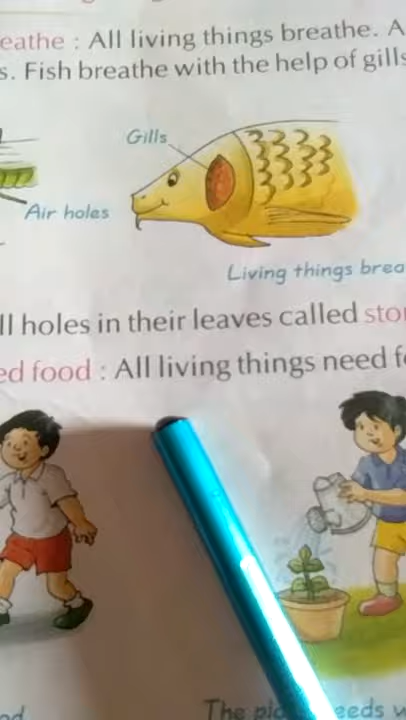 eathe : All living things breathe. A
s. Fish breathe with the help of gills
Gills
Air holes
Living things brea
ll holes in their leaves called sto
ed food : All living things need f
The eeds w